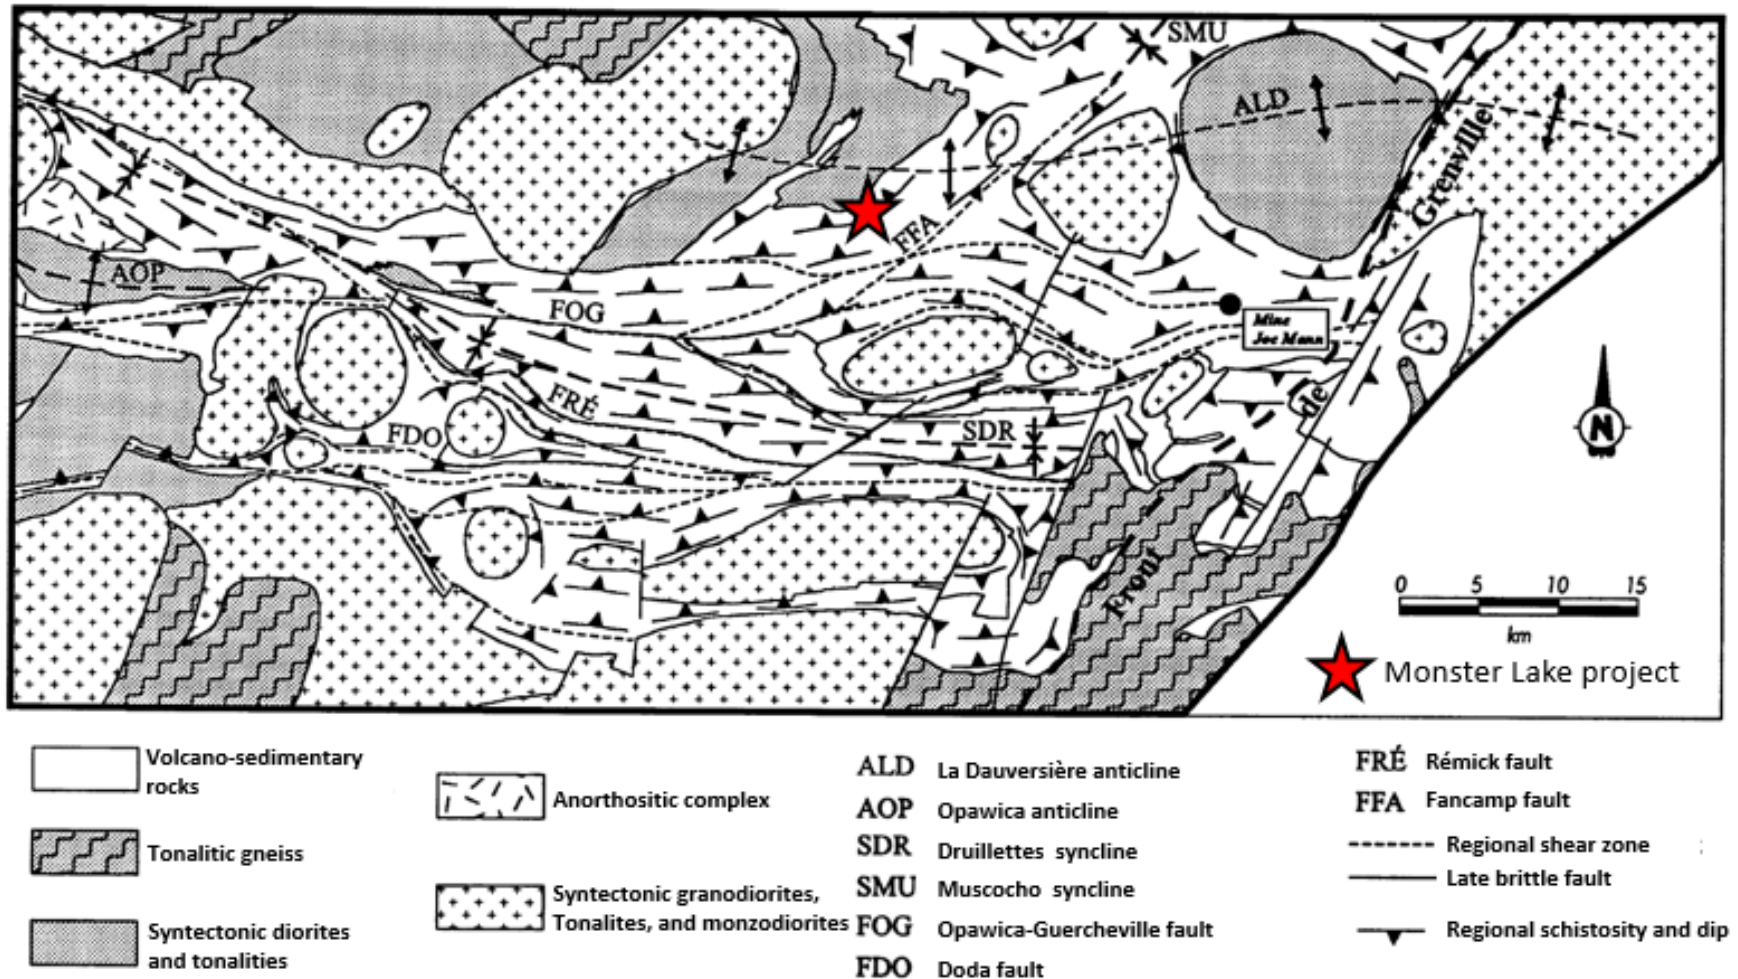 SMU
ALD
Grenville
FFA
AOP
FOG
Mine
Joe Mann
FRÉ
de
FDO
SDR
N
Front
0 5 10 15
km
Monster Lake project
Volcano-sedimentary
rocks
Tonalitic gneiss
Syntectonic diorites
and tonalities
Anorthositic complex
Syntectonic granodiorites,
Tonalites, and monzodiorites
ALD La Dauversière anticline
AOP Opawica anticline
SDR Druillettes syncline
SMU Muscocho syncline
FOG Opawica-Guercheville fault
FDO Doda fault
FRÉ Rémick fault
FFA Fancamp fault
Regional shear zone
Late brittle fault
Regional schistosity and dip